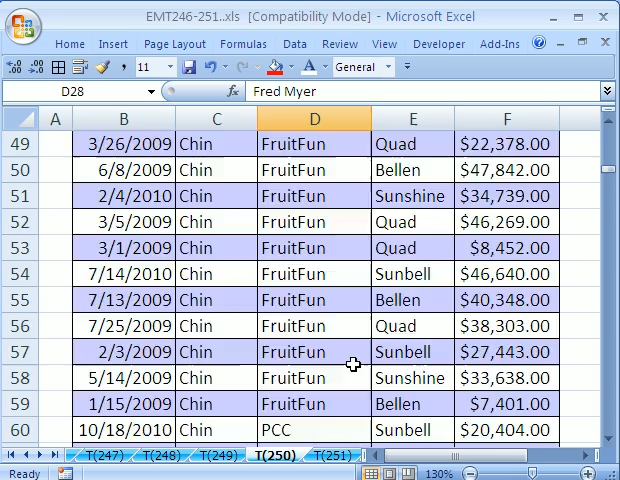 EMT246-251..xls [Compatibility Mode] - Microsoft Excel
Home Insert Page Layout Formulas Data Review View Developer Add-Ins
11 General
D28 fx Fred Myer
A B C D E F
49 3/26/2009 Chin FruitFun Quad $22,378.00
50 6/8/2009 Chin FruitFun Bellen $47,842.00
51 2/4/2010 Chin FruitFun Sunshine $34,739.00
52 3/5/2009 Chin FruitFun Quad $46,269.00
53 3/1/2009 Chin FruitFun Quad $8,452.00
54 7/14/2010 Chin FruitFun Sunbell $46,640.00
55 7/13/2009 Chin FruitFun Bellen $40,348.00
56 7/25/2009 Chin FruitFun Quad $38,303.00
57 2/3/2009 Chin FruitFun Sunbell $27,443.00
58 5/14/2009 Chin FruitFun Sunshine $33,638.00
59 1/15/2009 Chin FruitFun Bellen $7,401.00
60 10/18/2010 Chin PCC Sunbell $20,404.00
T(247) T(248) T(249) T(250) T(251)
Ready 130%